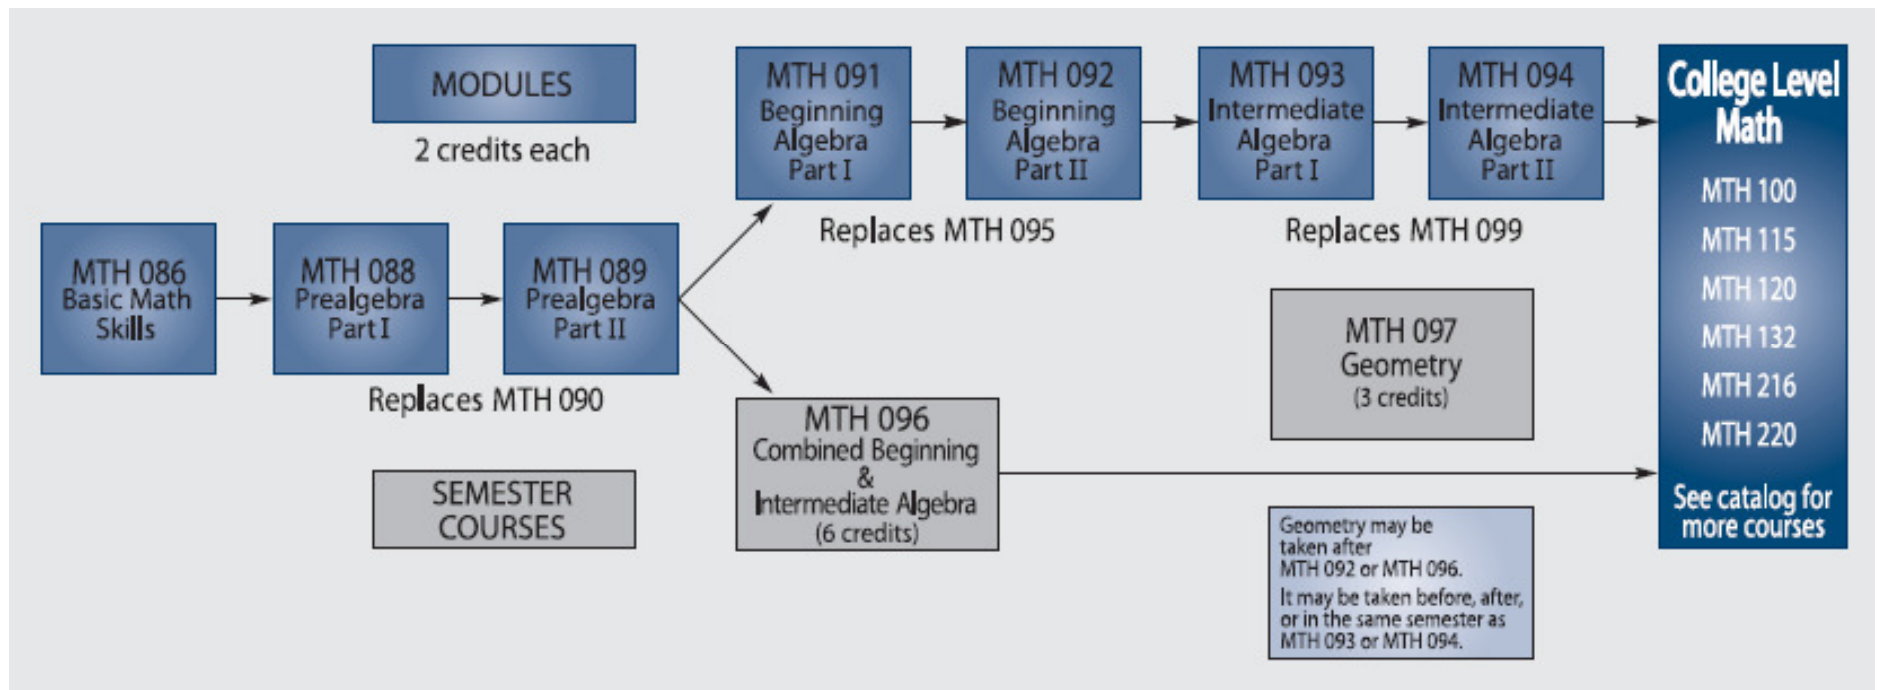 MODULES
2 credits each
MTH 086
Basic Math
Skills
MTH 088
Prealgebra
Part I
MTH 089
Prealgebra
Part II
Replaces MTH 090
SEMESTER
COURSES
MTH 091
Beginning
Algebra
Part I
MTH 092
Beginning
Algebra
Part II
Replaces MTH 095
MTH 093
Intermediate
Algebra
Part I
MTH 094
Intermediate
Algebra
Part II
Replaces MTH 099
MTH 096
Combined Beginning
&
Intermediate Algebra
(6 credits)
MTH 097
Geometry
(3 credits)
Geometry may be
taken after
MTH 092 or MTH 096.
It may be taken before, after,
or in the same semester as
MTH 093 or MTH 094.
College Level
Math
MTH 100
MTH 115
MTH 120
MTH 132
MTH 216
MTH 220
See catalog for
more courses